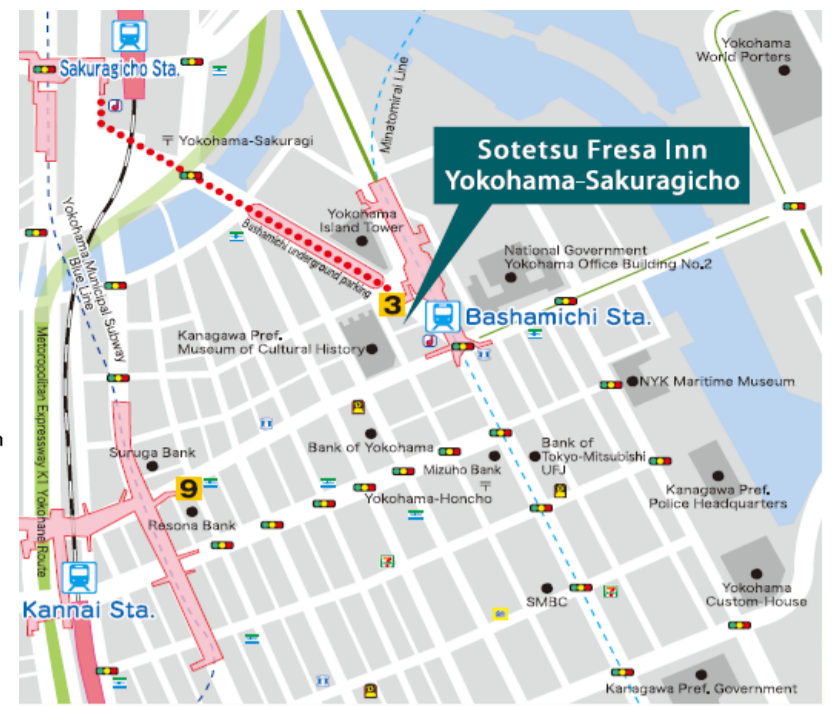 Yokohama
World Porters
Sakuragicho Sta.
Minatomirai Line
〒Yokohama-Sakuragi
Sotetsu Fresa Inn
Yokohama-Sakuragicho
Yokohama
Island Tower
Bashamichi underground parking
Yokohama Municipal Subway
Blue Line
National Government
Yokohama Office Building No.2
3
Bashamichi Sta.
Kanagawa Pref.
Museum of Cultural History
Metoropolitan Expressway K1 Yokohane Route
NYK Maritime Museum
n
Suruga Bank
Bank of Yokohama
Mizuho Bank
Bank of
Tokyo-Mitsubishi
UFJ
9
〒
Yokohama-Honcho
Kanagawa Pref.
Police Headquarters
Resona Bank
Kannai Sta.
SMBC
Yokohama
Custom-House
Kanagawa Pref. Government